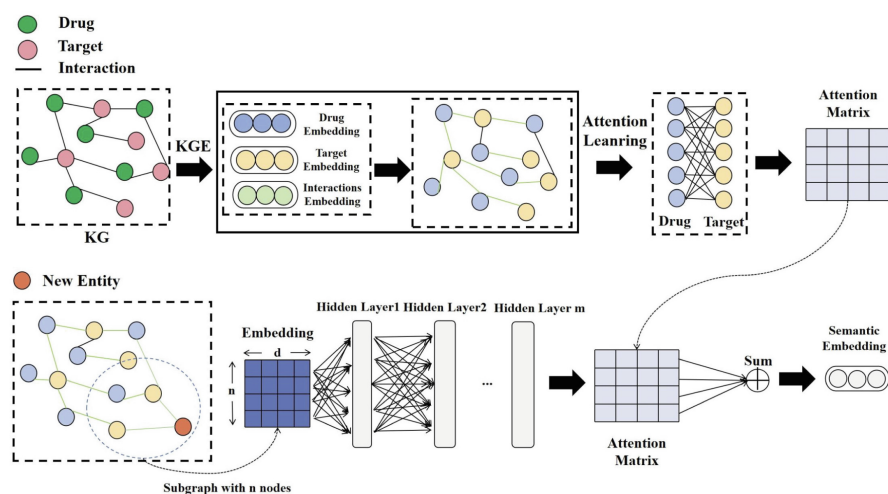 Drug
Target
Interaction
KG
KGE
Drug
Embedding
Target
Embedding
Interactions
Embedding
Attention
Leanring
Drug
Target
Attention
Matrix
New Entity
Subgraph with n nodes
Embedding
d
n
Hidden Layer1
Hidden Layer2
Hidden Layer m
...
Attention
Matrix
Sum
Semantic
Embedding